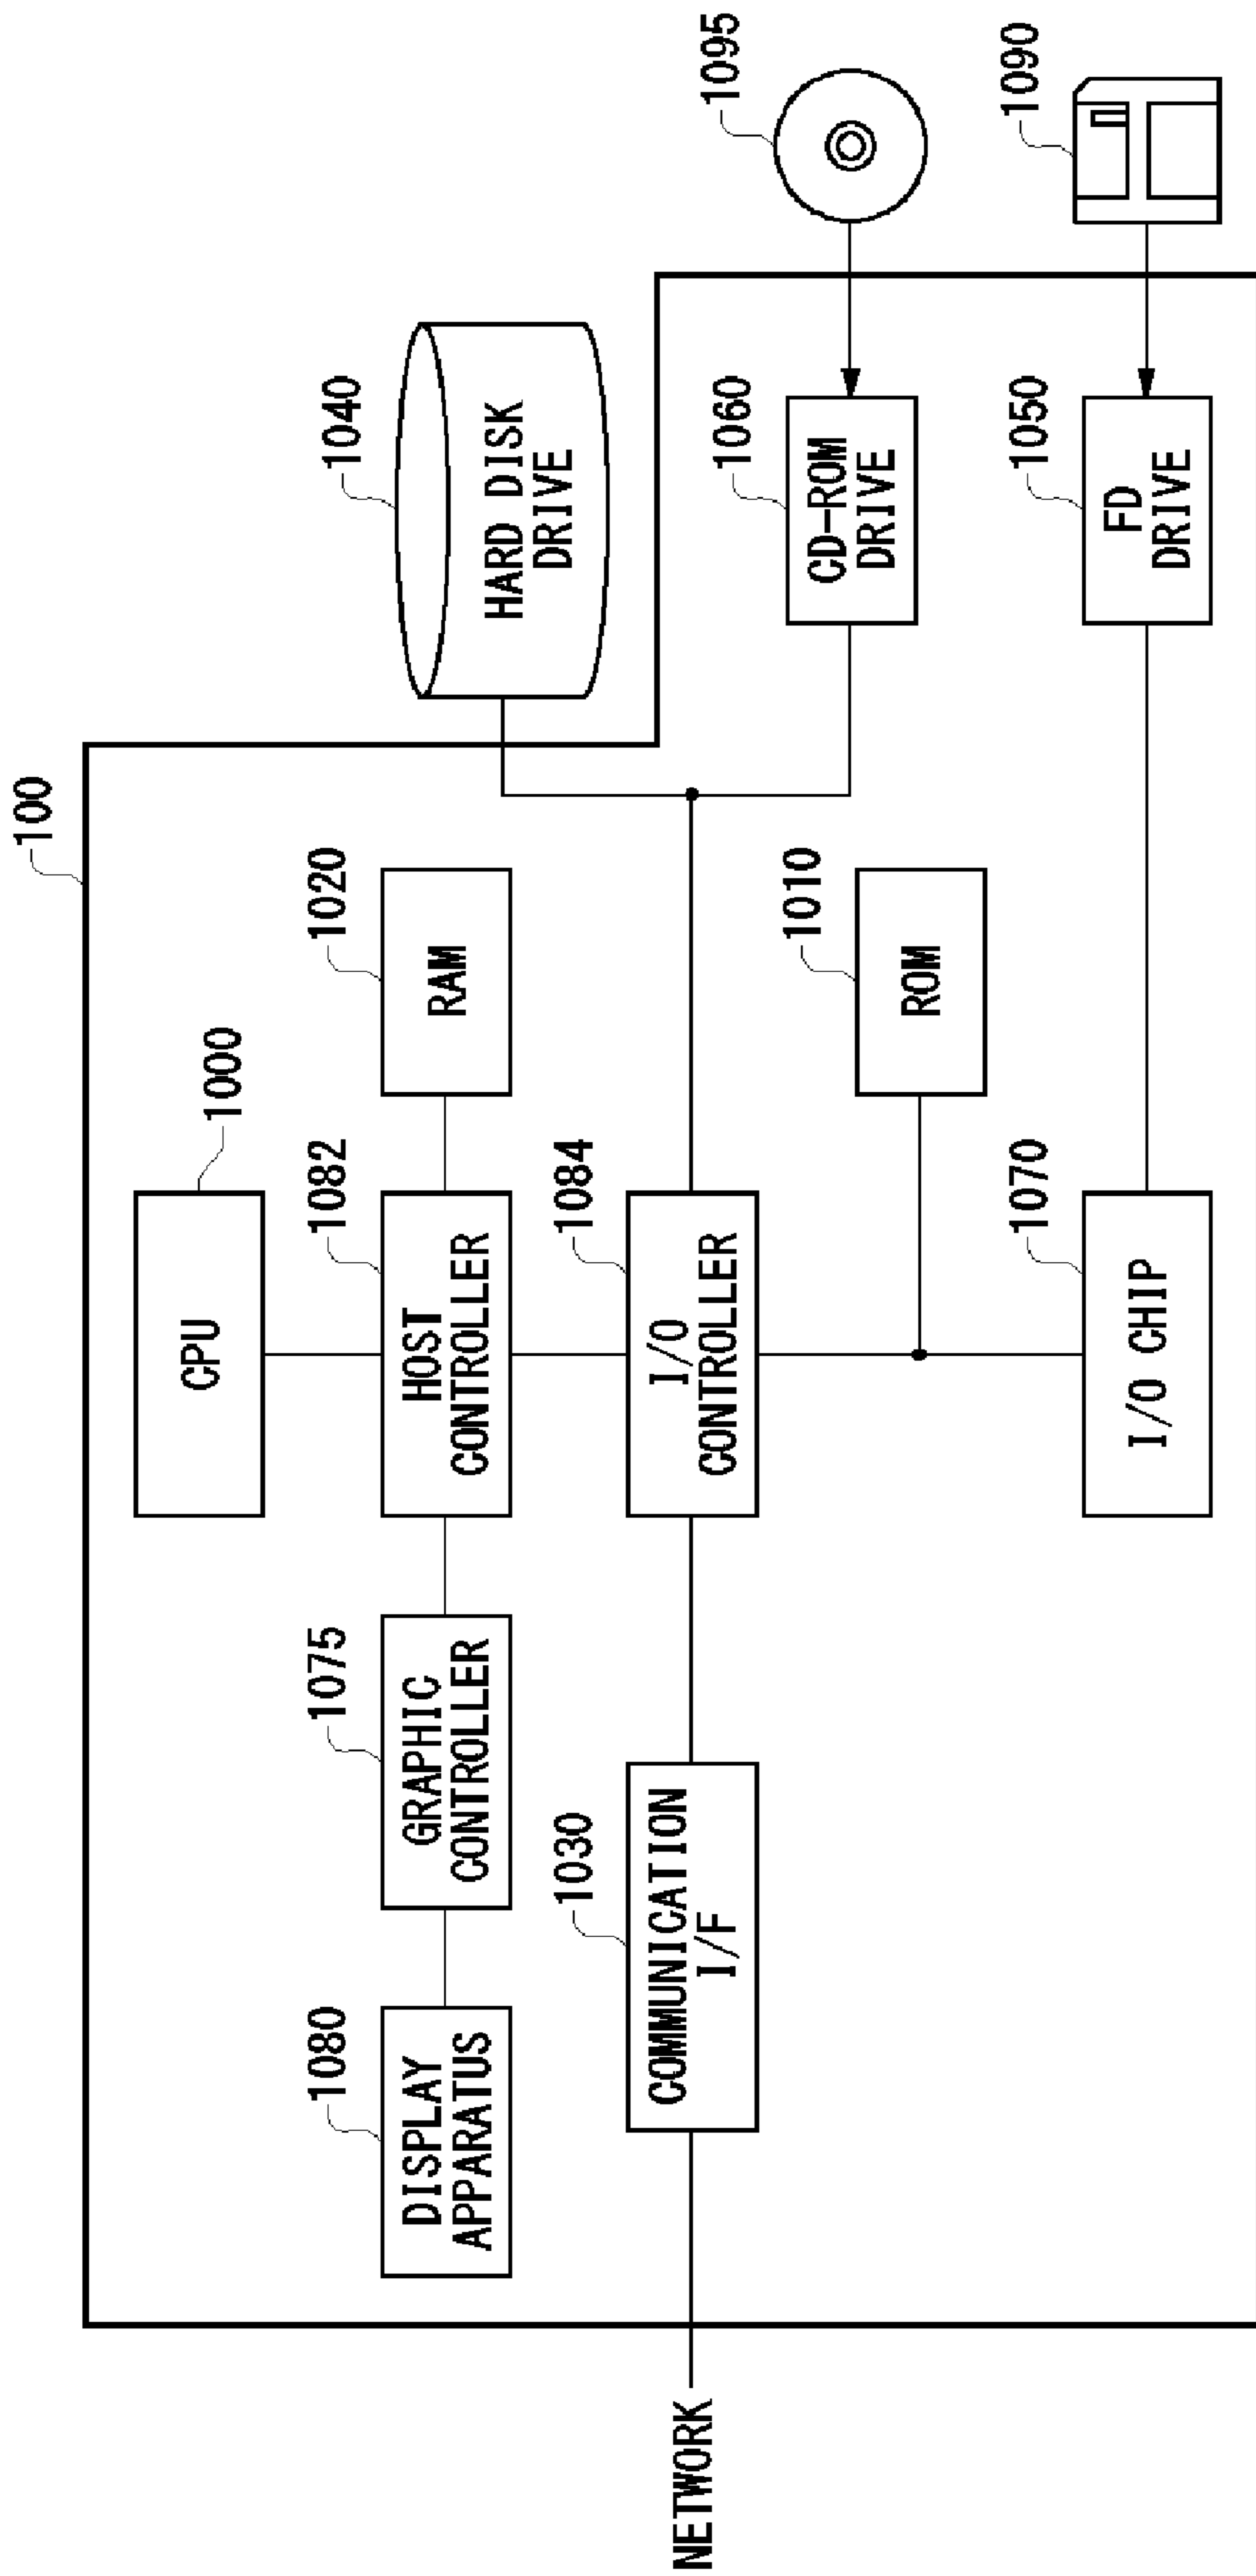 100
CPU
1000
1080
1075
1082
1020
1040
DISPLAY
APPARATUS
GRAPHIC
CONTROLLER
HOST
CONTROLLER
RAM
HARD DISK
DRIVE
1030
1084
1095
NETWORK
COMMUNICATION
I/F
I/O
CONTROLLER
1010
1060
ROM
CD-ROM
DRIVE
1070
1050
1090
I/O CHIP
FD
DRIVE